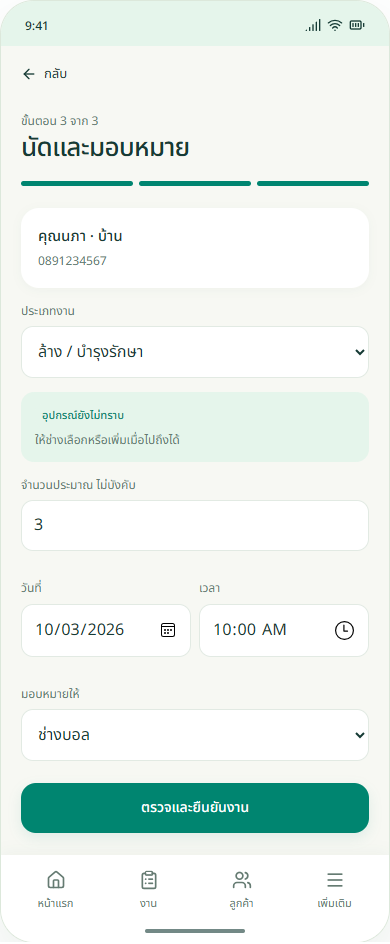 9:41
กลับ
ขั้นตอน 3 จาก 3
นัดและมอบหมาย
คุณนภา · บ้าน
0891234567
ประเภทงาน
ล้าง / บำรุงรักษา
อุปกรณ์ยังไม่ทราบ
ให้ช่างเลือกหรือเพิ่มเมื่อไปถึงได้
จำนวนประมาณ ไม่บังคับ
3
วันที่ เวลา
10/03/2026 10:00 AM
มอบหมายให้
ช่างบอล
ตรวจและยืนยันงาน
หน้าแรก งาน ลูกค้า เพิ่มเติม